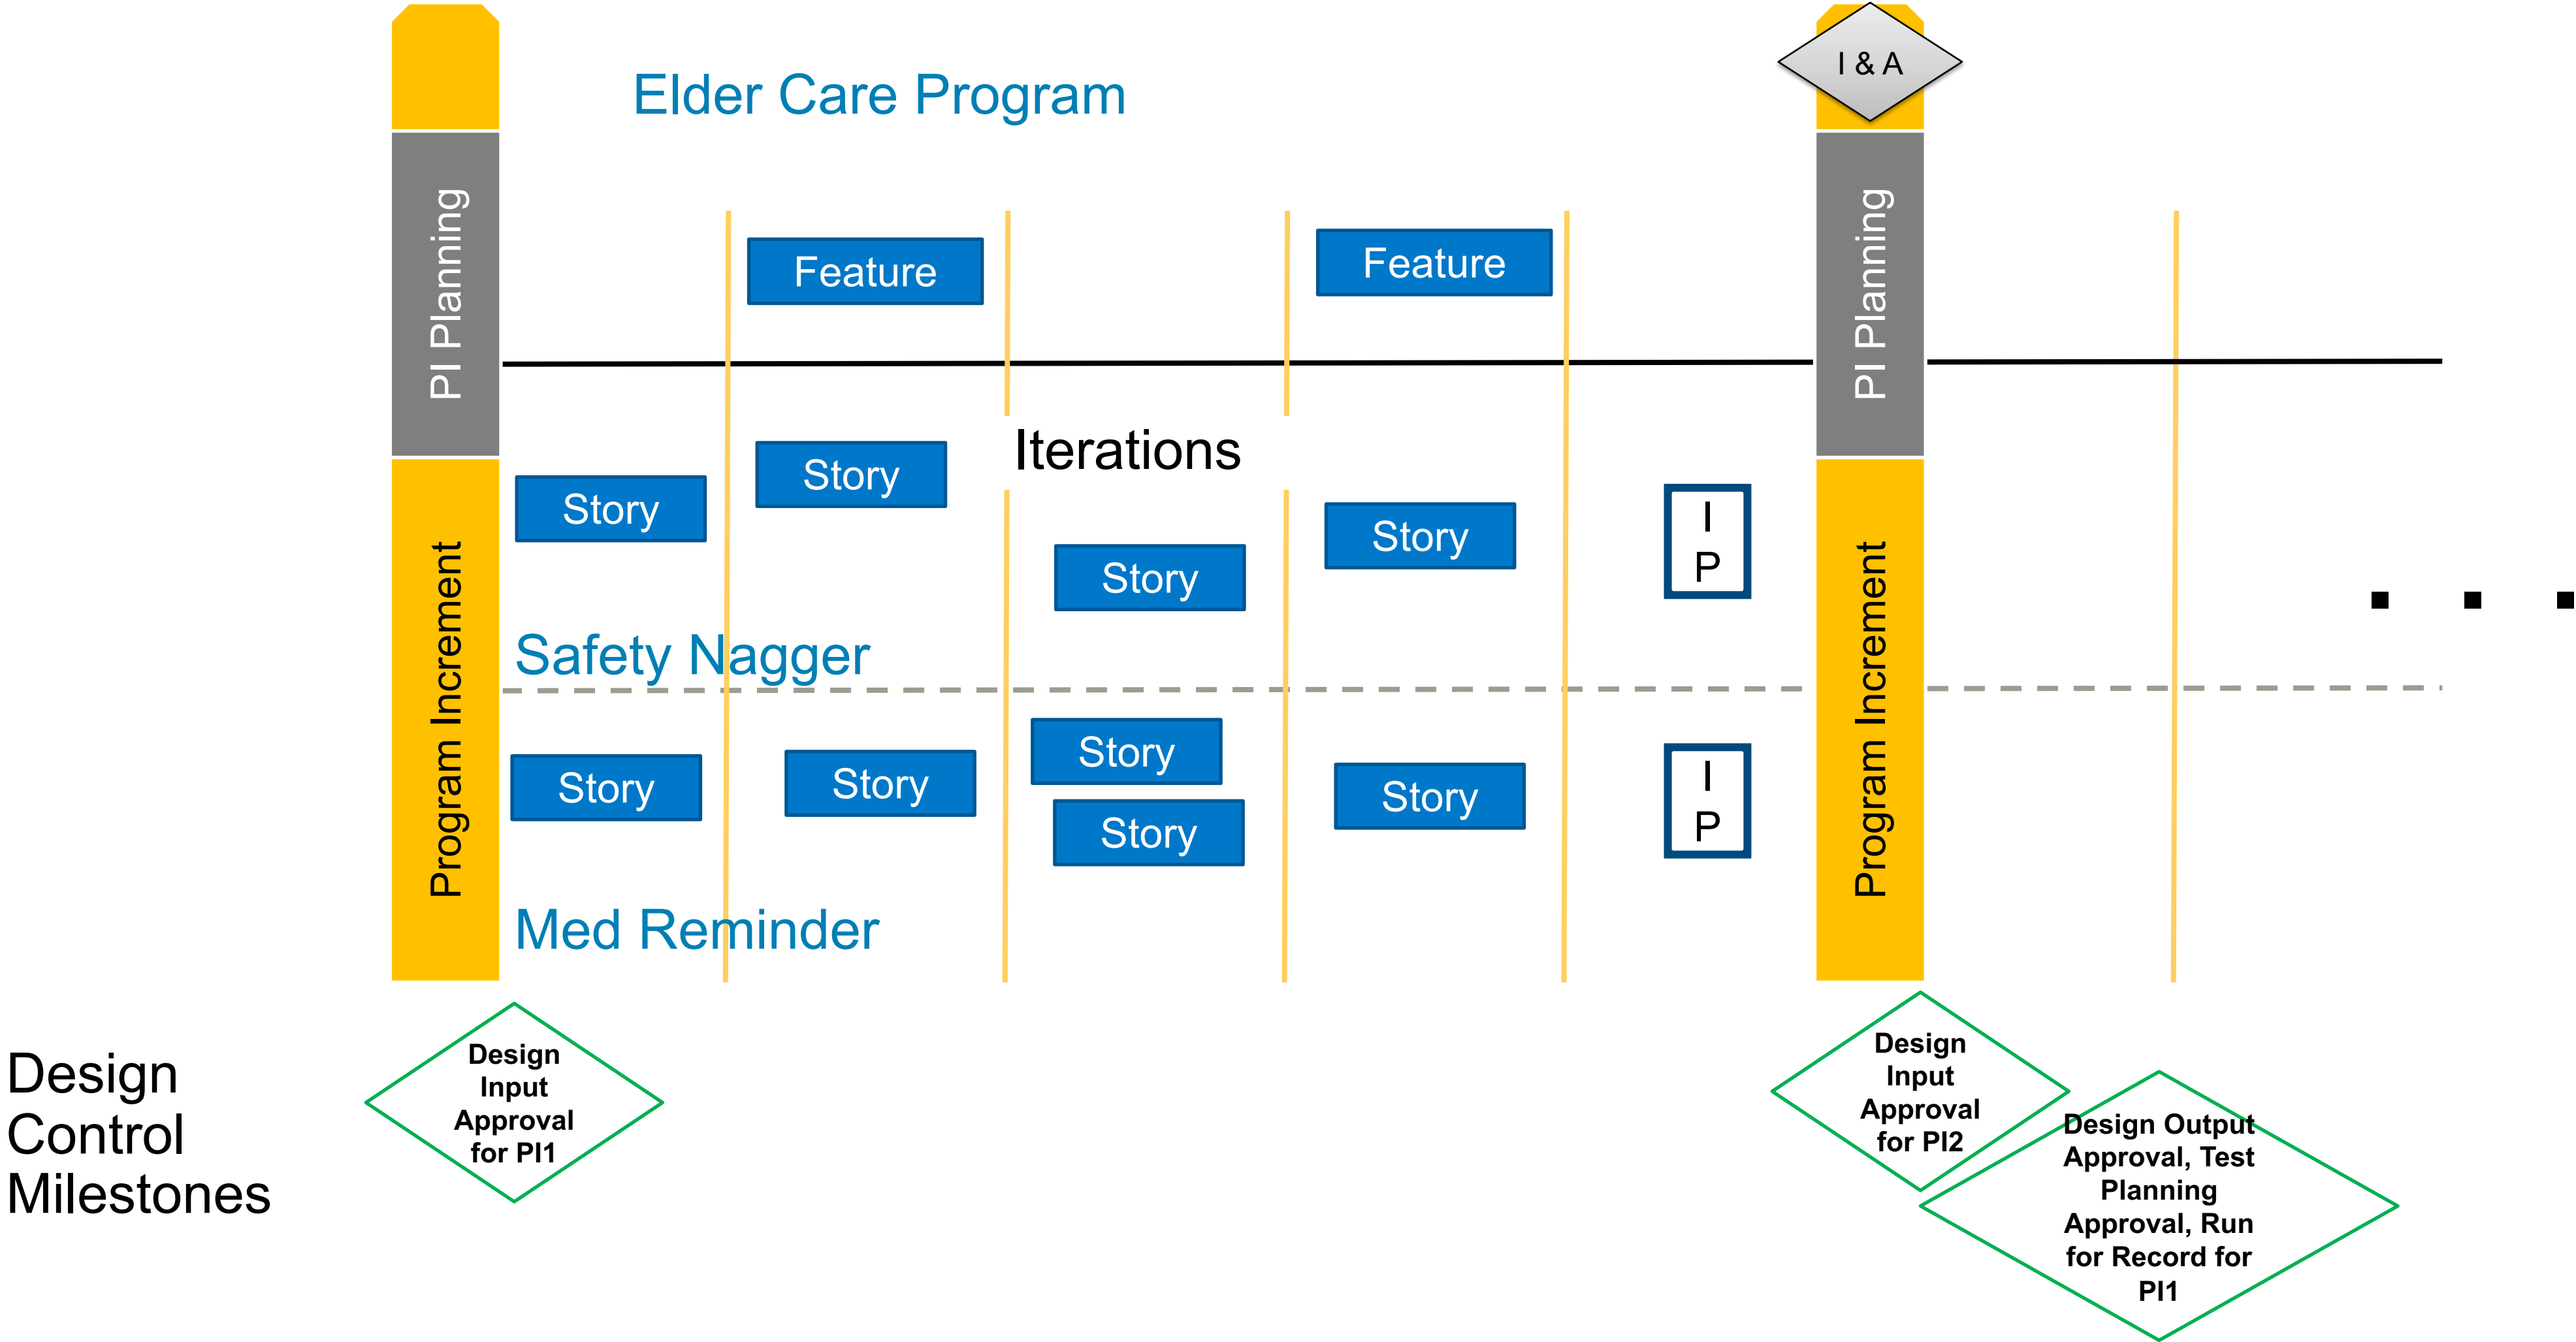 I & A
Elder Care Program
PI Planning
PI Planning
Feature
Feature
Iterations
Story
Story
Story
Story
I
P
Safety Nagger
Program Increment
Program Increment
Story
Story
Story
Story
Story
I
P
Med Reminder
Design
Control
Milestones
Design
Input
Approval
for PI1
Design
Input
Approval
for PI2
Design Output
Approval, Test
Planning
Approval, Run
for Record for
PI1